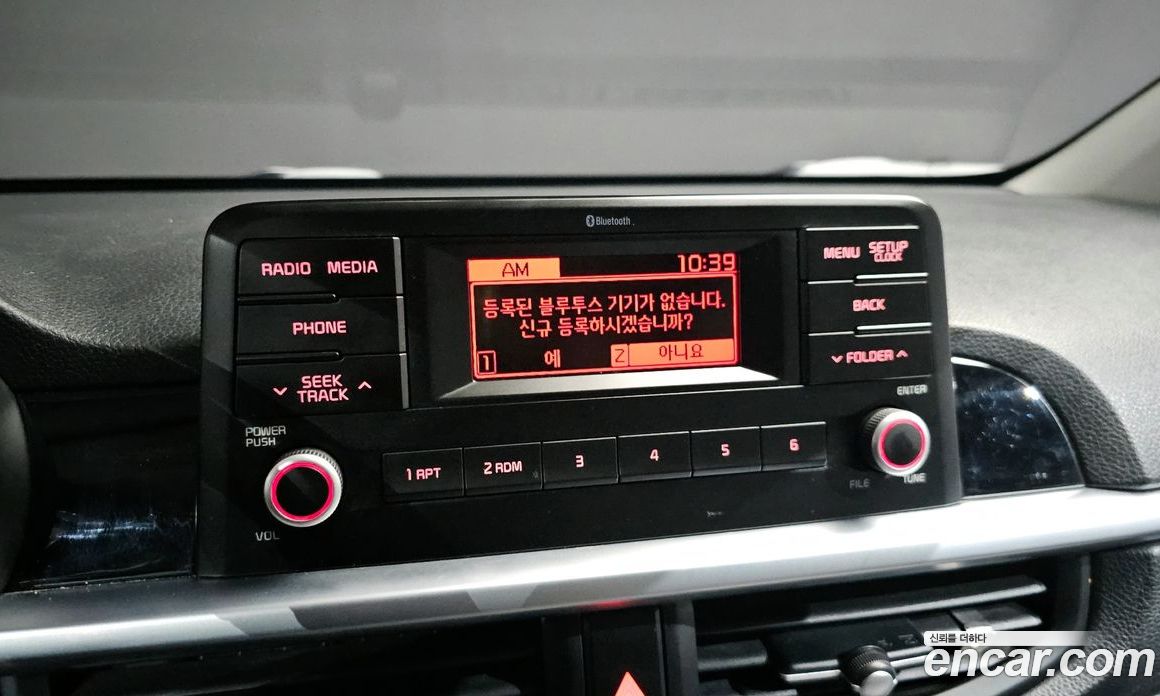 Bluetooth
RADIO MEDIA
PHONE
SEEK
TRACK
POWER
PUSH
VOL
AM 10:39
등록된 블루투스 기기가 없습니다.
신규 등록하시겠습니까?
1 예 2 아니요
MENU SETUP
CLOCK
BACK
FOLDER
ENTER
1 RPT 2 RDM 3 4 5 6
FILE TUNE
신뢰를 더하다
encar.com